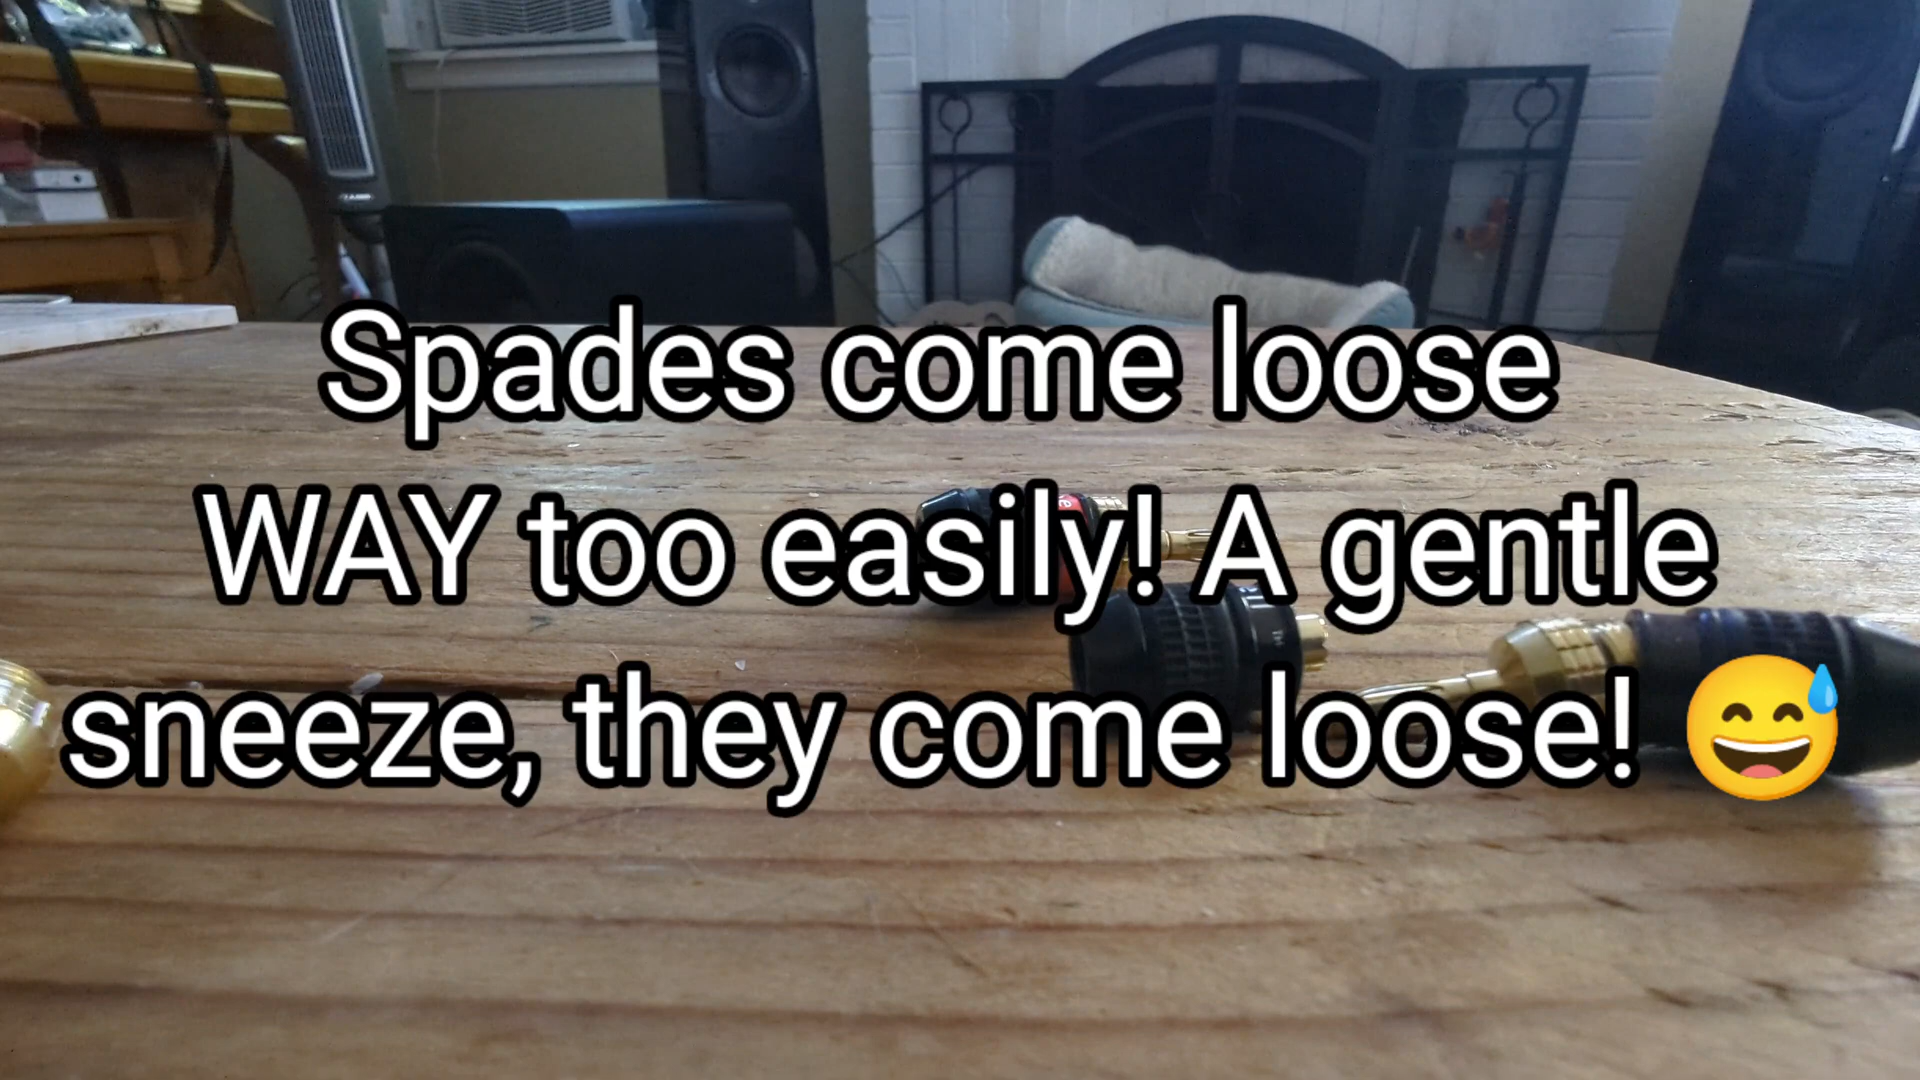 Spades come loose
WAY too easily! A gentle
sneeze, they come loose! 😅